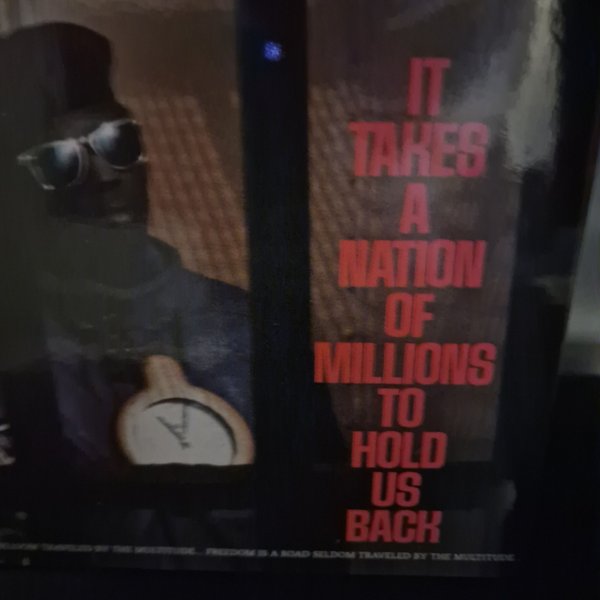 IT
TAKES
A
NATION
OF
MILLIONS
TO
HOLD
US
BACK
TRAVELED BY THE MULTITUDE... FREEDOM IS A ROAD SELDOM TRAVELED BY THE MULTITUDE